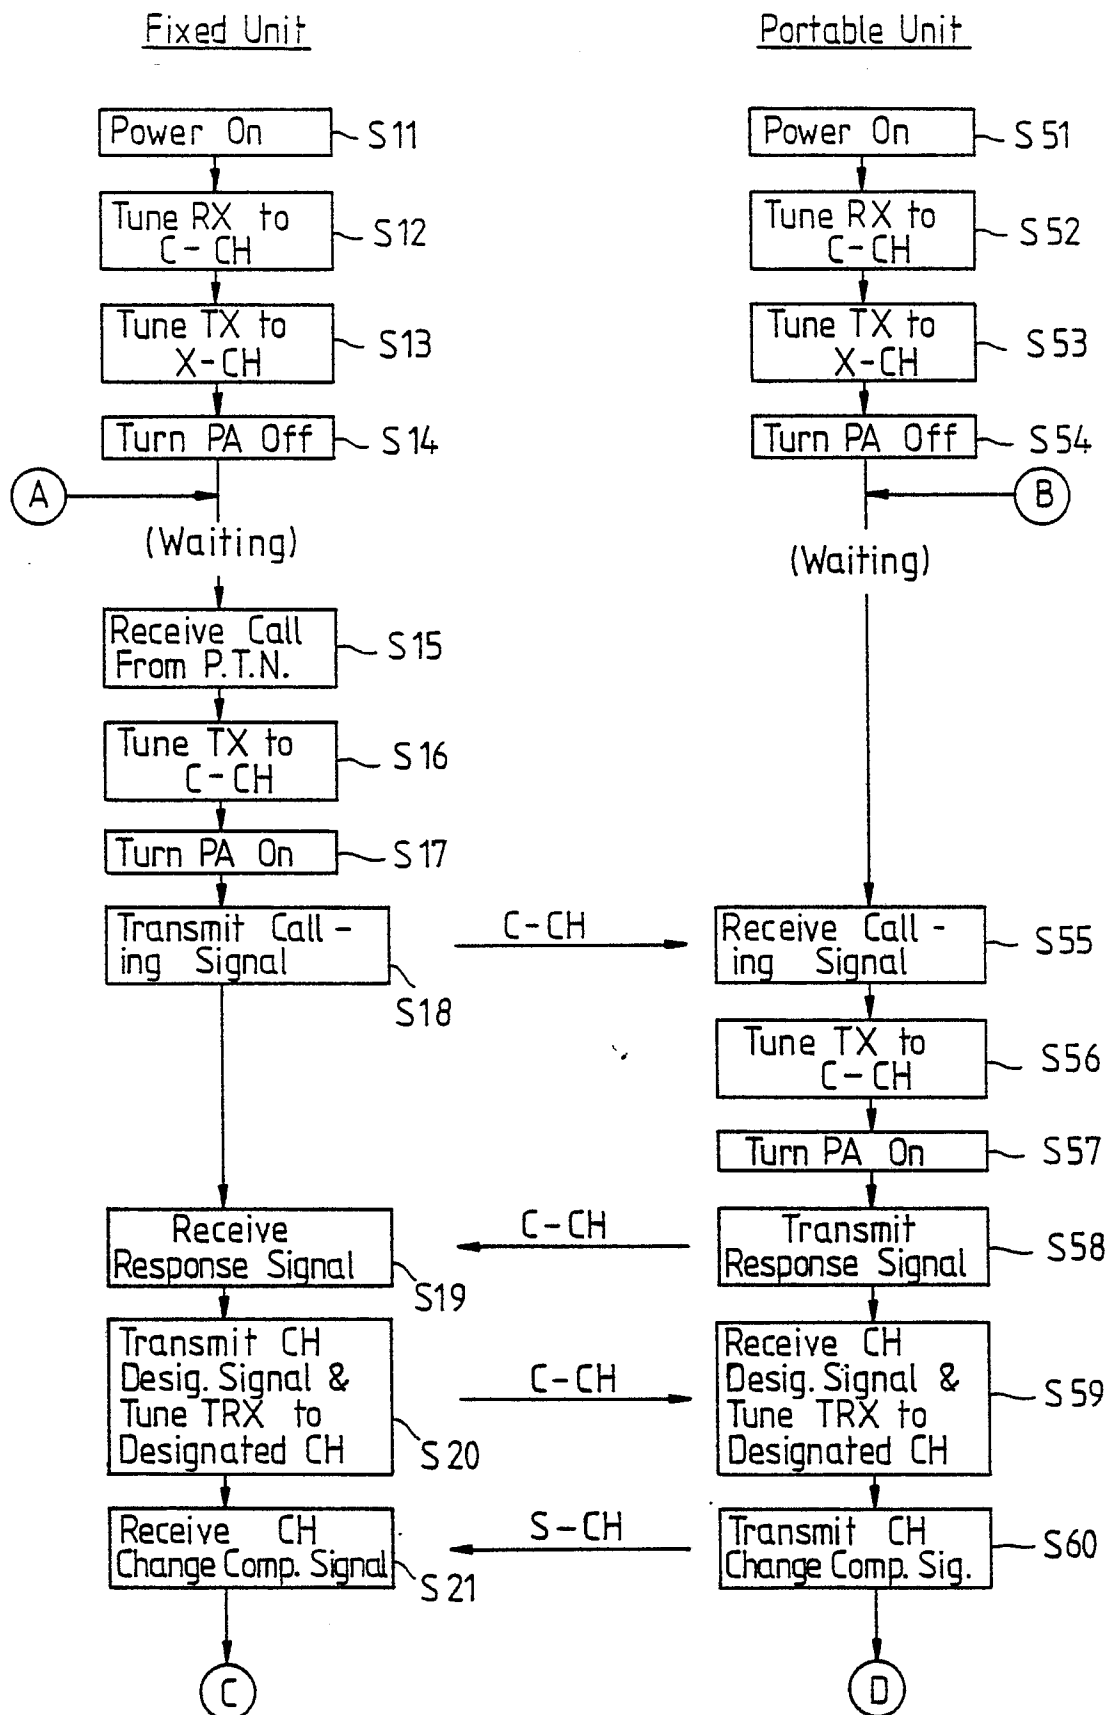 Fixed Unit
Power On
S11
Tune RX to
C-CH
S12
Tune TX to
X-CH
S13
Turn PA Off
S14
A
(Waiting)
Receive Call
From P.T.N.
S15
Tune TX to
C-CH
S16
Turn PA On
S17
Transmit Call-
ing Signal
S18
Receive
Response Signal
S19
Transmit CH
Desig. Signal &
Tune TRX to
Designated CH
S20
Receive CH
Change Comp. Signal
S21
C
C-CH
C-CH
C-CH
S-CH
Portable Unit
Power On
S51
Tune RX to
C-CH
S52
Tune TX to
X-CH
S53
Turn PA Off
S54
B
(Waiting)
Receive Call-
ing Signal
S55
Tune TX to
C-CH
S56
Turn PA On
S57
Transmit
Response Signal
S58
Receive CH
Desig. Signal &
Tune TRX to
Designated CH
S59
Transmit CH
Change Comp. Sig.
S60
D